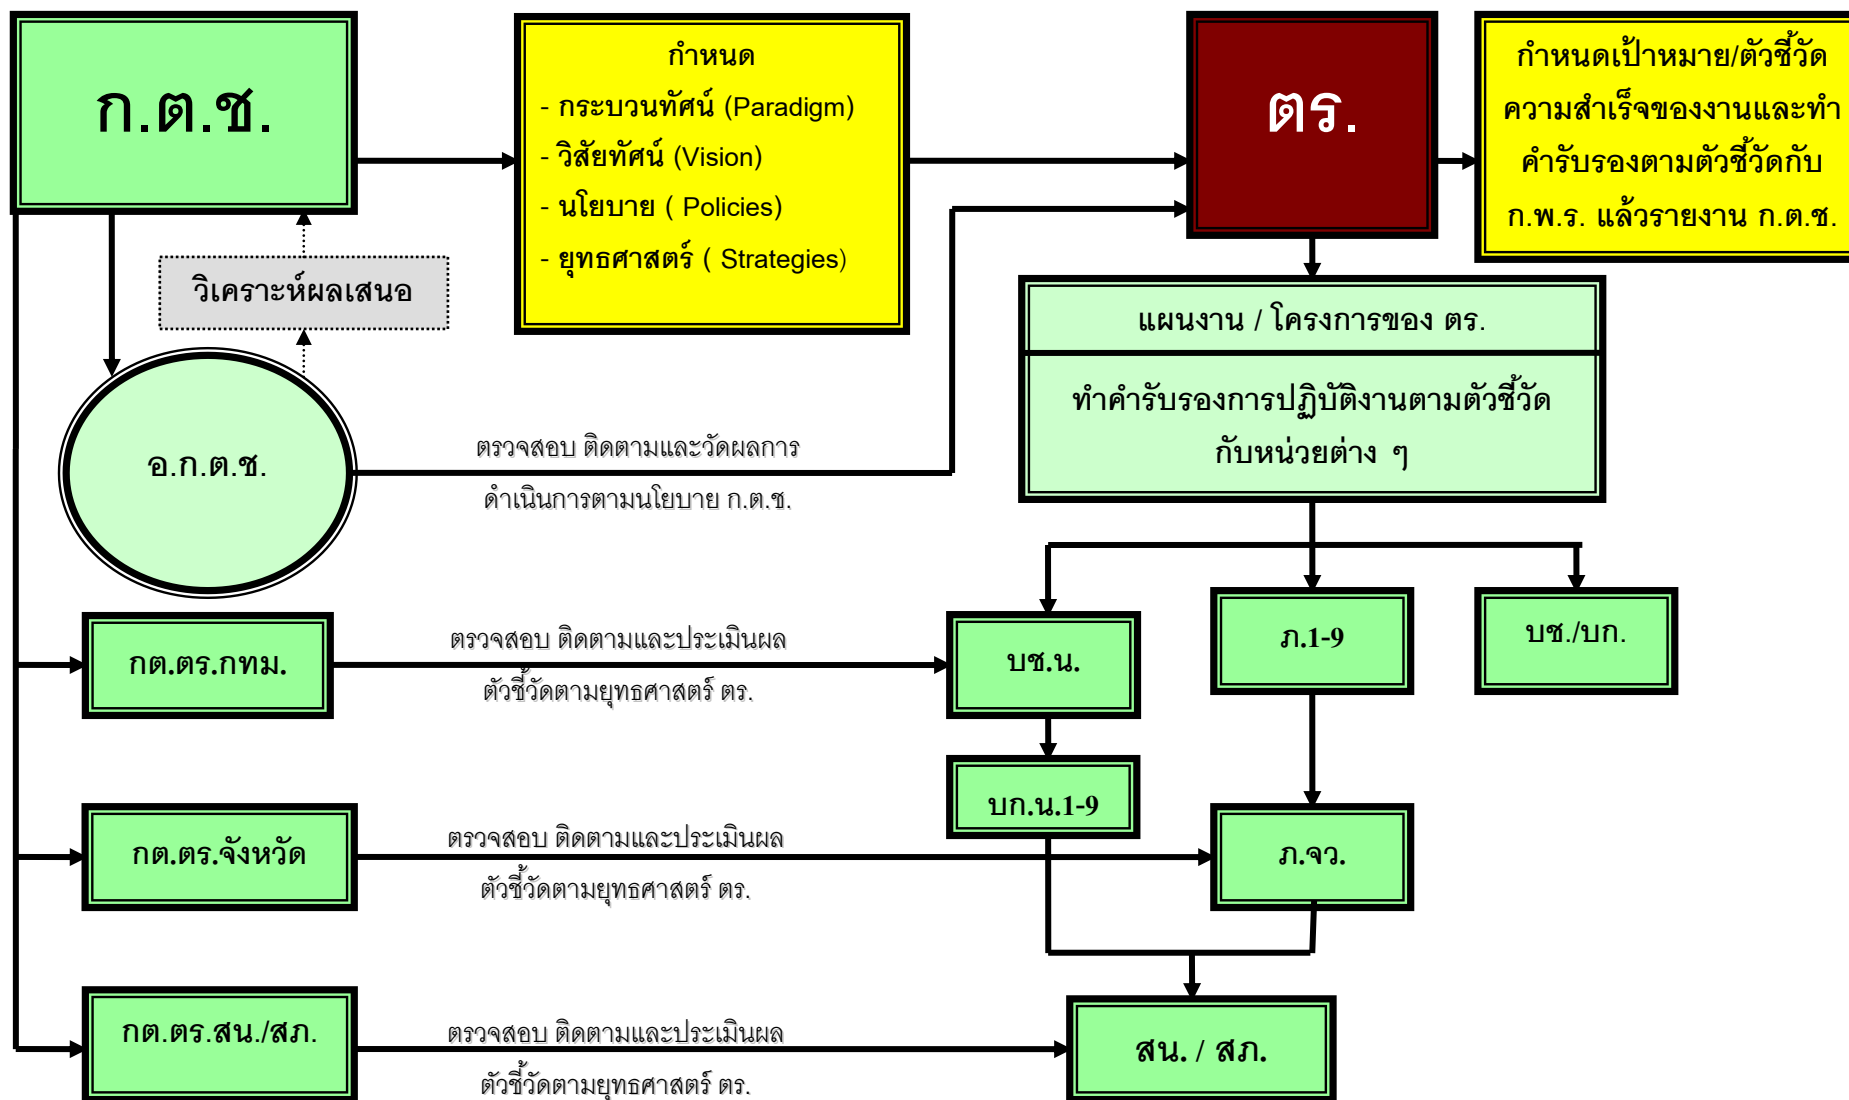 ก.ต.ช.
กำหนด
- กระบวนทัศน์ (Paradigm)
- วิสัยทัศน์ (Vision)
- นโยบาย ( Policies)
- ยุทธศาสตร์ ( Strategies)
ตร.
กำหนดเป้าหมาย/ตัวชี้วัด
ความสำเร็จของงานและทำ
คำรับรองตามตัวชี้วัดกับ
ก.พ.ร. แล้วรายงาน ก.ต.ช.
วิเคราะห์ผลเสนอ
แผนงาน / โครงการของ ตร.
ทำคำรับรองการปฏิบัติงานตามตัวชี้วัด
กับหน่วยต่าง ๆ
อ.ก.ต.ช.
ตรวจสอบ ติดตามและวัดผลการ
ดำเนินการตามนโยบาย ก.ต.ช.
กต.ตร.กทม.
ตรวจสอบ ติดตามและประเมินผล
ตัวชี้วัดตามยุทธศาสตร์ ตร.
บช.น.
ภ.1-9
บช./บก.
บก.น.1-9
กต.ตร.จังหวัด
ตรวจสอบ ติดตามและประเมินผล
ตัวชี้วัดตามยุทธศาสตร์ ตร.
ภ.จว.
กต.ตร.สน./สภ.
ตรวจสอบ ติดตามและประเมินผล
ตัวชี้วัดตามยุทธศาสตร์ ตร.
สน. / สภ.